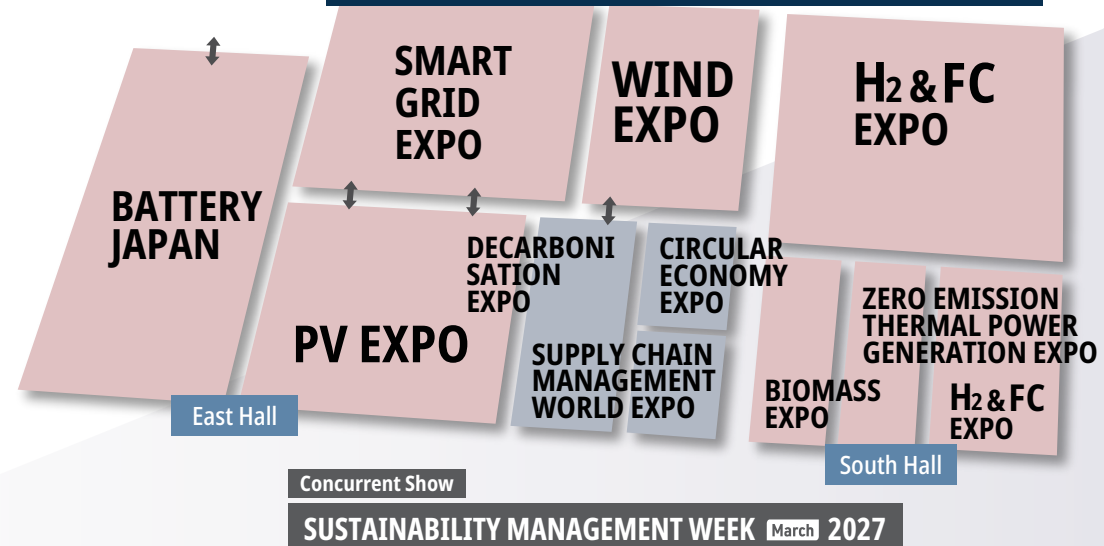 SMART
GRID
EXPO
WIND
EXPO
H2 & FC
EXPO
BATTERY
JAPAN
DECARBONI
SATION
EXPO
CIRCULAR
ECONOMY
EXPO
PV EXPO
SUPPLY CHAIN
MANAGEMENT
WORLD EXPO
ZERO EMISSION
THERMAL POWER
GENERATION EXPO
BIOMASS
EXPO
H2 & FC
EXPO
East Hall
South Hall
Concurrent Show
SUSTAINABILITY MANAGEMENT WEEK March 2027